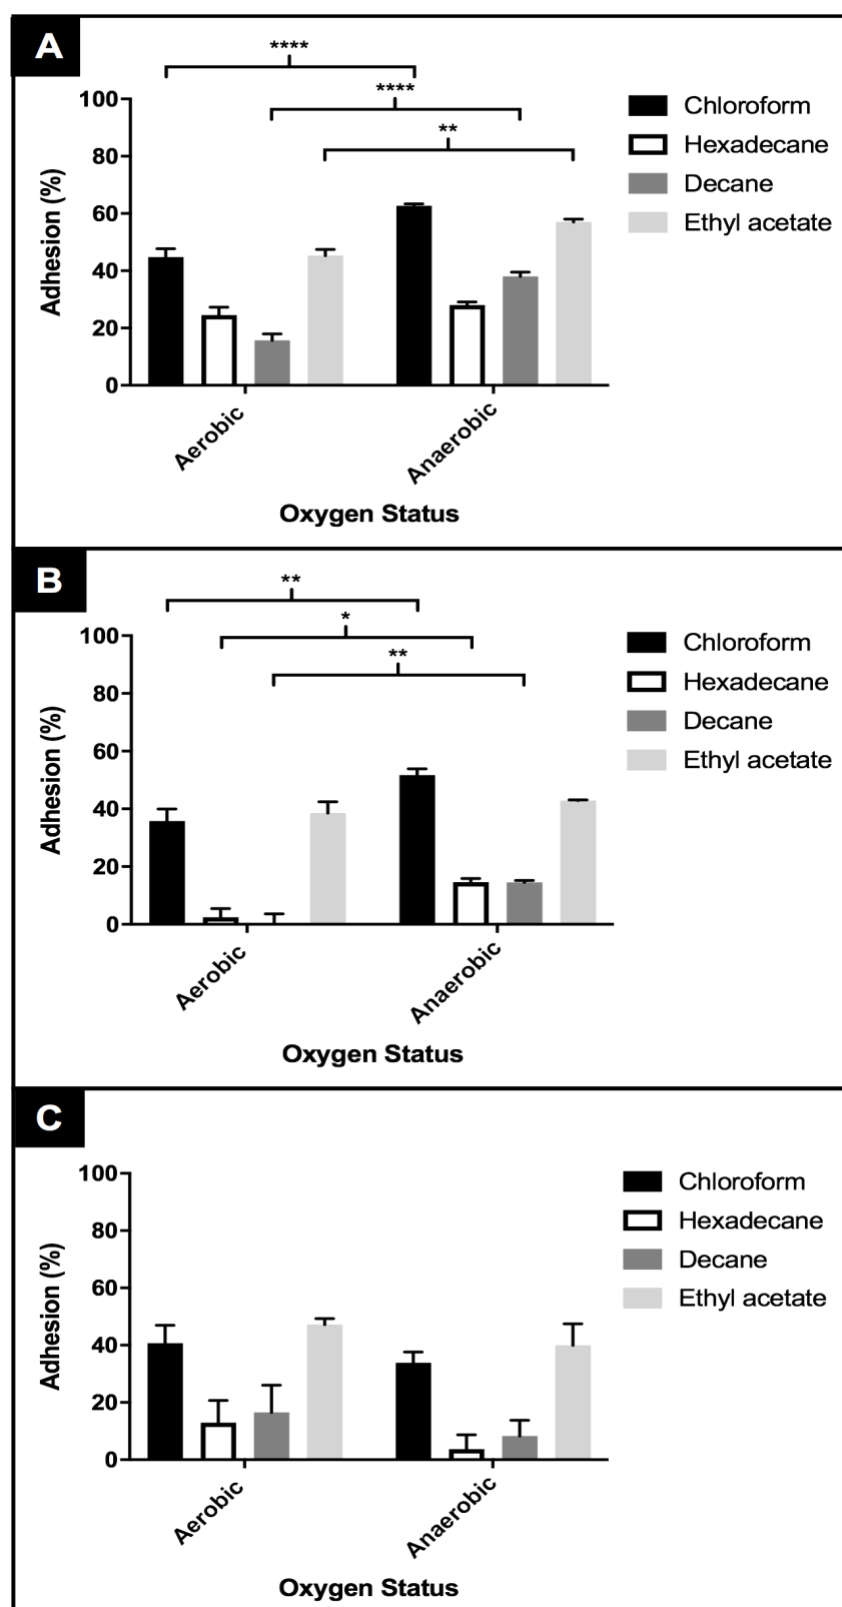 A
****
****
**
100
80
60
40
20
0
Adhesion (%)
Chloroform
Hexadecane
Decane
Ethyl acetate
Aerobic
Anaerobic
Oxygen Status
B
**
*
**
100
80
60
40
20
0
Adhesion (%)
Chloroform
Hexadecane
Decane
Ethyl acetate
Aerobic
Anaerobic
Oxygen Status
C
100
80
60
40
20
0
Adhesion (%)
Chloroform
Hexadecane
Decane
Ethyl acetate
Aerobic
Anaerobic
Oxygen Status